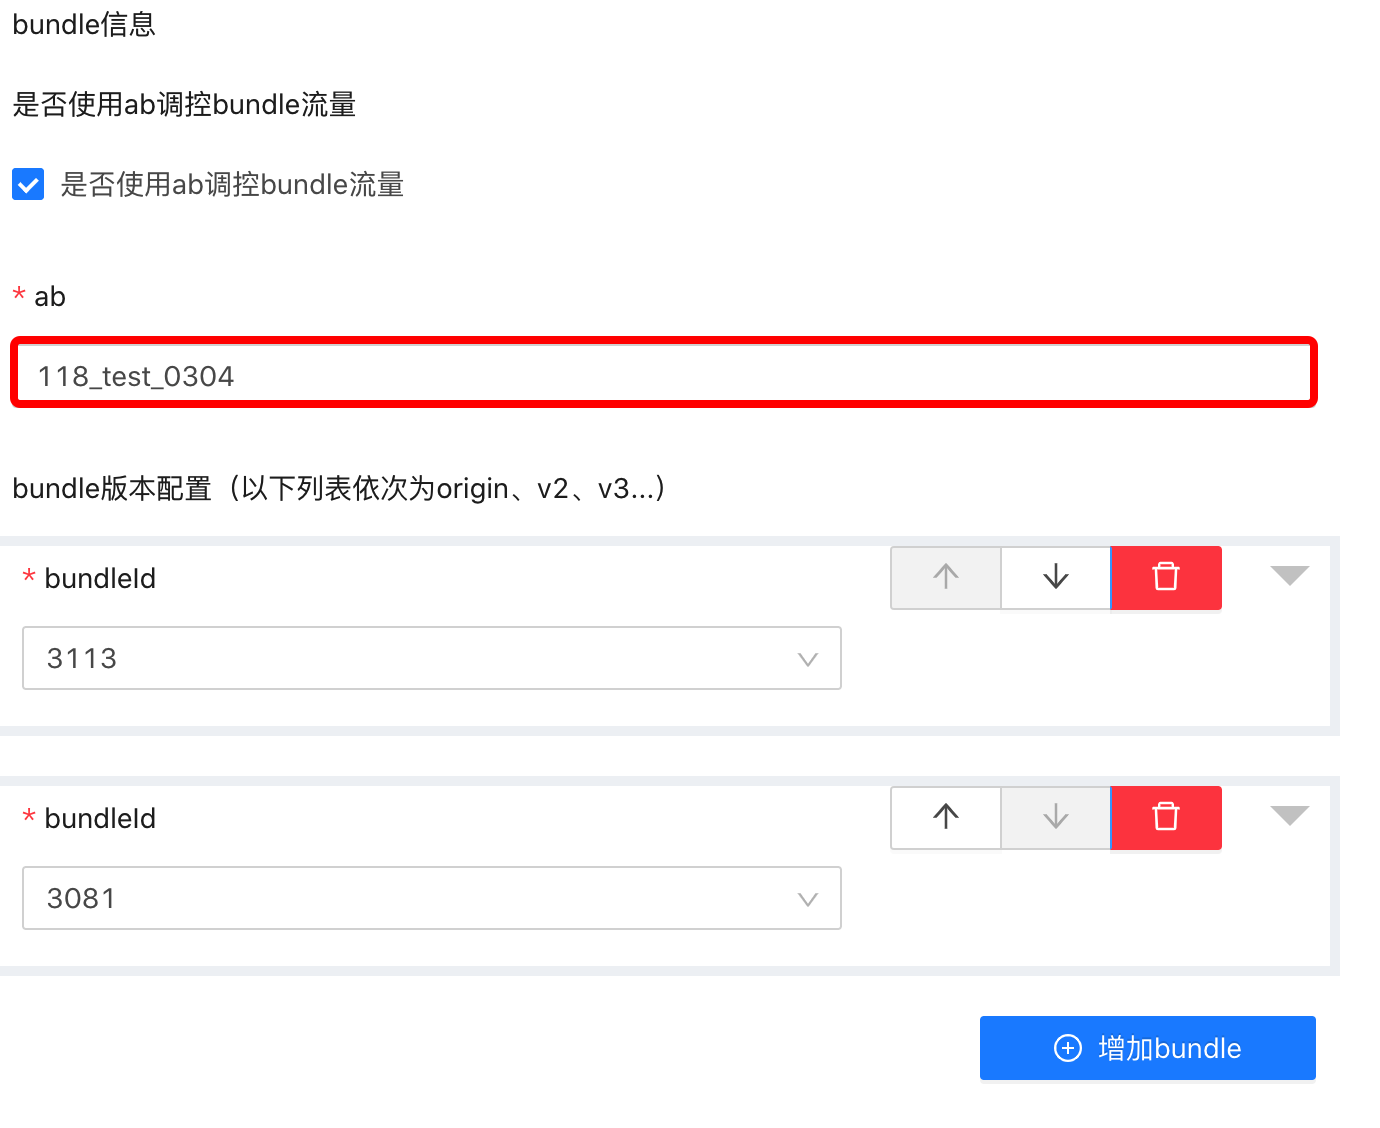 bundle信息
是否使用ab调控bundle流量
是否使用ab调控bundle流量
* ab
118_test_0304
bundle版本配置（以下列表依次为origin、v2、v3...）
* bundleId
3113
* bundleId
3081
增加bundle